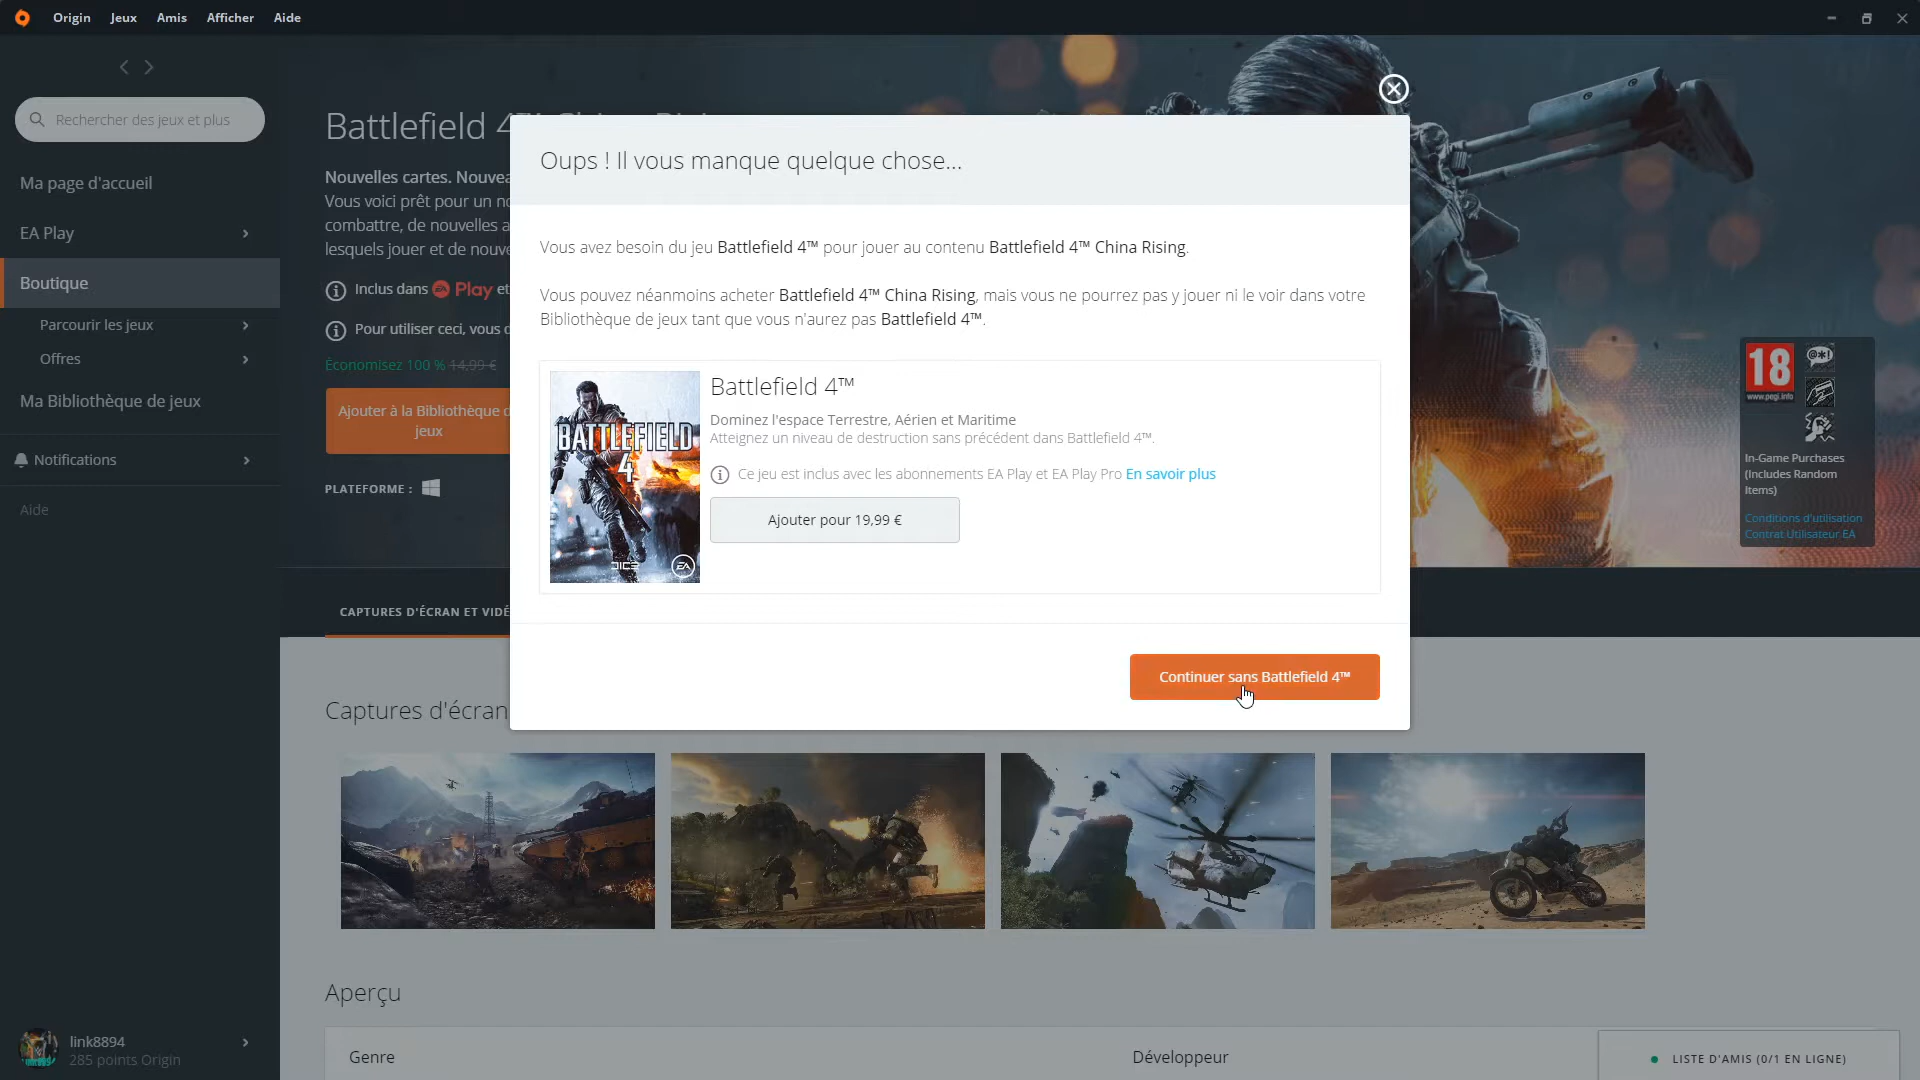 Origin Jeux Amis Afficher Aide
Rechercher des jeux et plus
Ma page d'accueil
EA Play
Boutique
Parcourir les jeux
Offres
Ma Bibliothèque de jeux
Notifications
Aide
link8894
285 points Origin
Battlefield 4
Nouvelles cartes.
Vous voici prêt pour un
combattre, de nouvelles
lesquels jouer et de
Inclus dans EA Play et
Pour utiliser ceci, vous
Économisez 100 % 14,99 €
Ajouter à la Bibliothèque
jeux
PLATEFORME :
CAPTURES D'ÉCRAN ET
Oups ! Il vous manque quelque chose...
Vous avez besoin du jeu Battlefield 4™ pour jouer au contenu Battlefield 4™ China Rising.
Vous pouvez néanmoins acheter Battlefield 4™ China Rising, mais vous ne pourrez pas y jouer ni le voir dans votre
Bibliothèque de jeux tant que vous n'aurez pas Battlefield 4™.
BATTLEFIELD
4
DICE
EA
Battlefield 4™
Dominez l'espace Terrestre, Aérien et Maritime
Atteignez un niveau de destruction sans précédent dans Battlefield 4™.
Ce jeu est inclus avec les abonnements EA Play et EA Play Pro En savoir plus
Ajouter pour 19,99 €
Continuer sans Battlefield 4™
18
www.pegi.info
@*!
In-Game Purchases
(Includes Random
Items)
Conditions d'utilisation
Contrat Utilisateur EA
Captures d'écran
Aperçu
Genre
Développeur
LISTE D'AMIS (0/1 EN LIGNE)